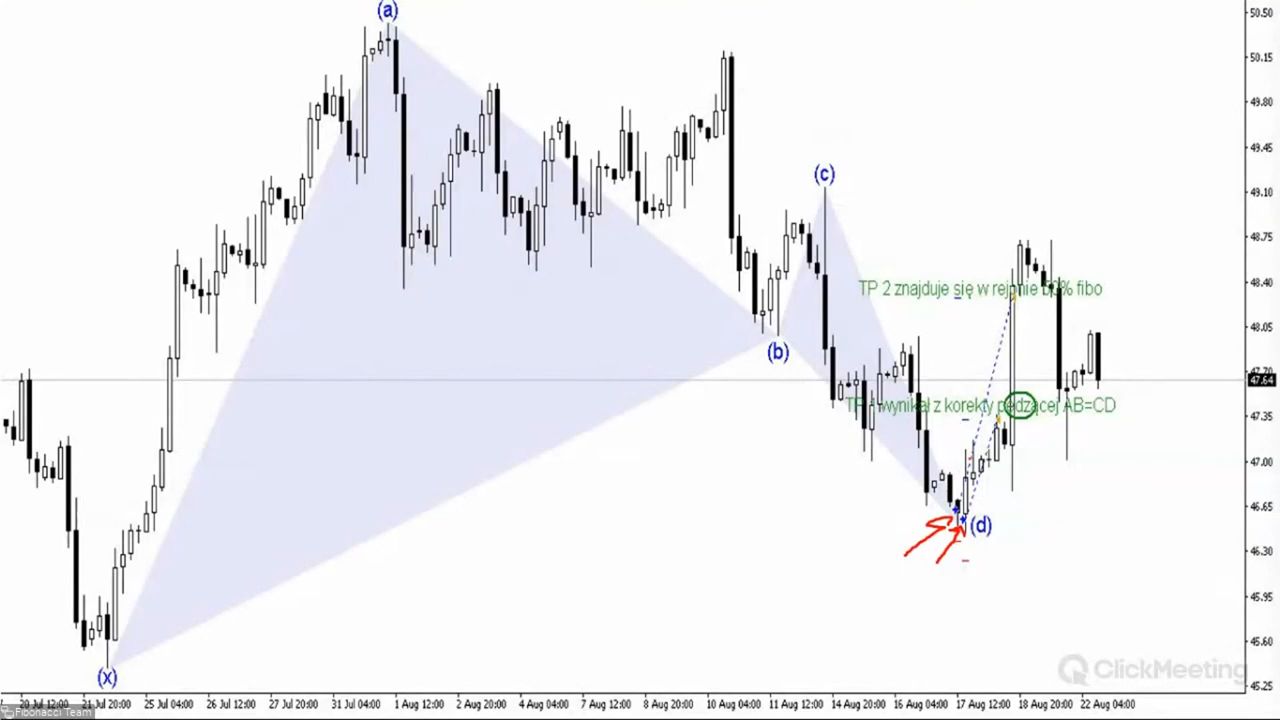 (a)
(c)
TP 2 znajduje się w rejonie 50% fibo
(b)
TP 1 wynikał z korekty pędzącej AB=CD
(d)
(x)
50.50
50.15
49.80
49.45
49.10
48.75
48.40
48.05
47.70
47.64
47.35
47.00
46.65
46.30
45.95
45.60
45.25
ClickMeeting
20 Jul 12:00
21 Jul 20:00
25 Jul 04:00
26 Jul 12:00
27 Jul 20:00
31 Jul 04:00
1 Aug 12:00
2 Aug 20:00
4 Aug 04:00
7 Aug 12:00
8 Aug 20:00
10 Aug 04:00
11 Aug 12:00
14 Aug 20:00
16 Aug 04:00
17 Aug 12:00
18 Aug 20:00
22 Aug 04:00
Fibonacci Team